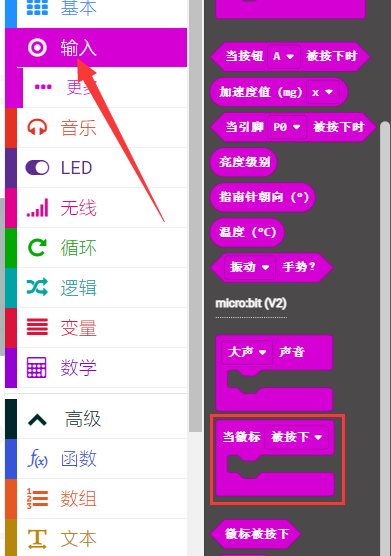 基本
输入
更多
音乐
LED
无线
循环
逻辑
变量
数学
高级
f(x) 函数
数组
文本
当按钮 A 被按下时
加速度值 (mg) x
当引脚 P0 被按下时
亮度级别
指南针朝向 (°)
温度 (°C)
振动 手势?
micro:bit (V2)
大声 声音
当徽标 被按下
徽标被按下